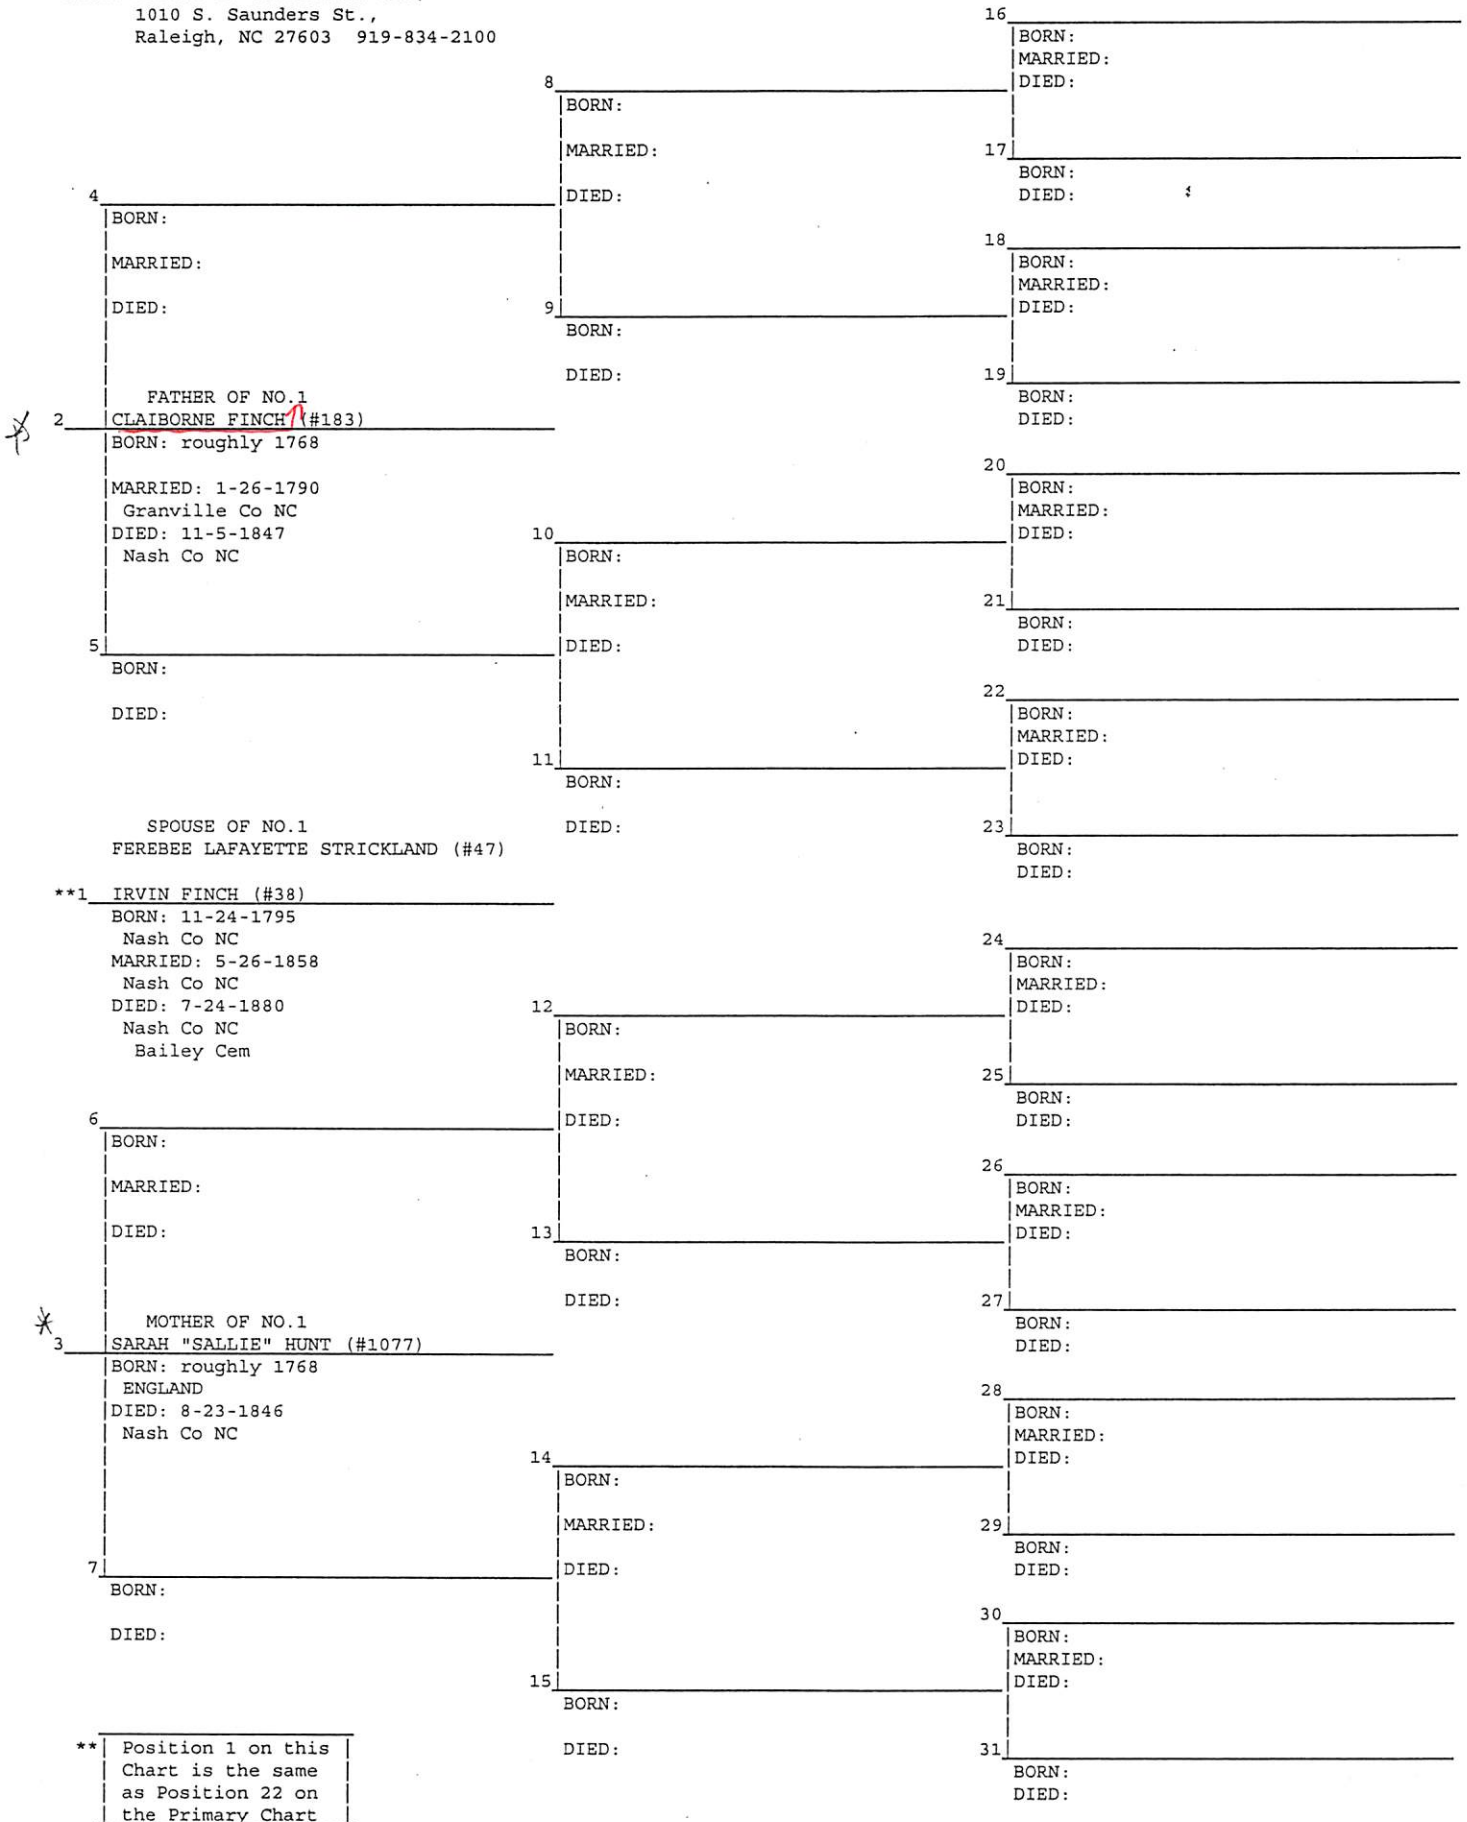 1010 S. Saunders St.,
Raleigh, NC 27603 919-834-2100
4
BORN:
MARRIED:
DIED:
FATHER OF NO.1
2 CLAIBORNE FINCH (#183)
BORN: roughly 1768
MARRIED: 1-26-1790
Granville Co NC
DIED: 11-5-1847
Nash Co NC
5
BORN:
DIED:
SPOUSE OF NO.1
FEREBEE LAFAYETTE STRICKLAND (#47)
**1 IRVIN FINCH (#38)
BORN: 11-24-1795
Nash Co NC
MARRIED: 5-26-1858
Nash Co NC
DIED: 7-24-1880
Nash Co NC
Bailey Cem
6
BORN:
MARRIED:
DIED:
MOTHER OF NO.1
3 SARAH "SALLIE" HUNT (#1077)
BORN: roughly 1768
ENGLAND
DIED: 8-23-1846
Nash Co NC
7
BORN:
DIED:
** Position 1 on this
Chart is the same
as Position 22 on
the Primary Chart
8
BORN:
MARRIED:
DIED:
9
BORN:
DIED:
10
BORN:
MARRIED:
DIED:
11
BORN:
DIED:
12
BORN:
MARRIED:
DIED:
13
BORN:
DIED:
14
BORN:
MARRIED:
DIED:
15
BORN:
DIED:
16
BORN:
MARRIED:
DIED:
17
BORN:
DIED:
18
BORN:
MARRIED:
DIED:
19
BORN:
DIED:
20
BORN:
MARRIED:
DIED:
21
BORN:
DIED:
22
BORN:
MARRIED:
DIED:
23
BORN:
DIED:
24
BORN:
MARRIED:
DIED:
25
BORN:
DIED:
26
BORN:
MARRIED:
DIED:
27
BORN:
DIED:
28
BORN:
MARRIED:
DIED:
29
BORN:
DIED:
30
BORN:
MARRIED:
DIED:
31
BORN:
DIED: